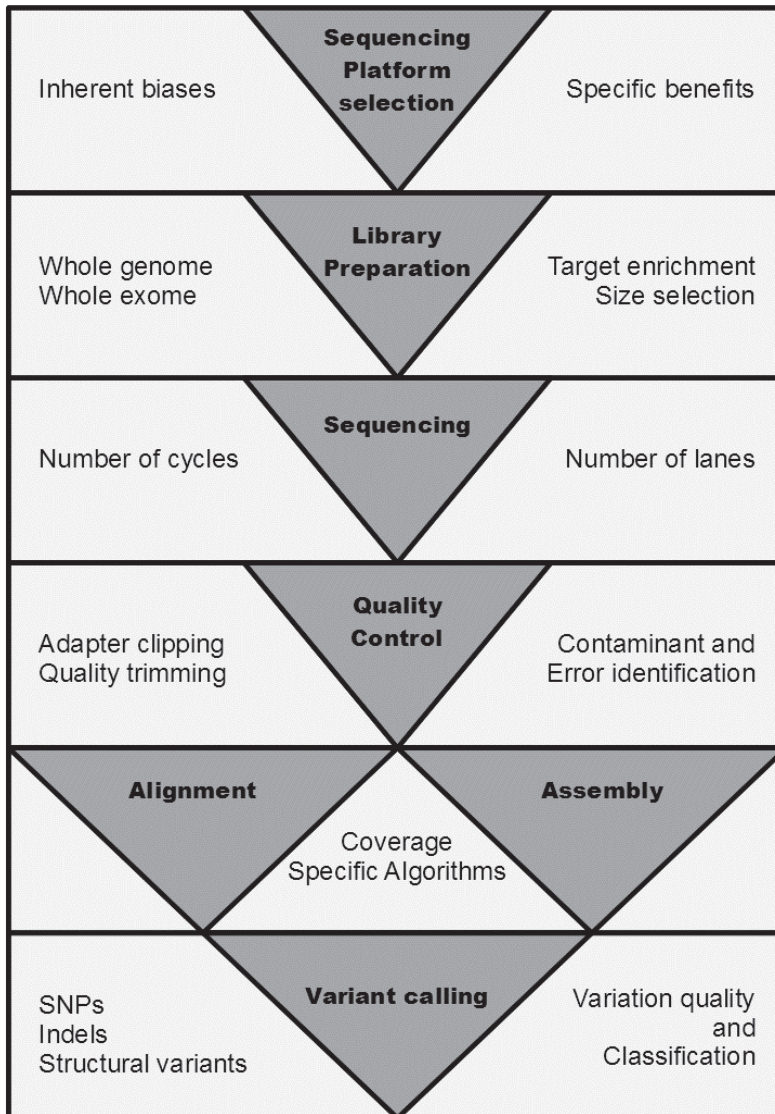 Sequencing
Platform
selection
Inherent biases
Specific benefits
Library
Preparation
Whole genome
Whole exome
Target enrichment
Size selection
Sequencing
Number of cycles
Number of lanes
Quality
Control
Adapter clipping
Quality trimming
Contaminant and
Error identification
Alignment
Assembly
Coverage
Specific Algorithms
Variant calling
SNPs
Indels
Structural variants
Variation quality
and
Classification